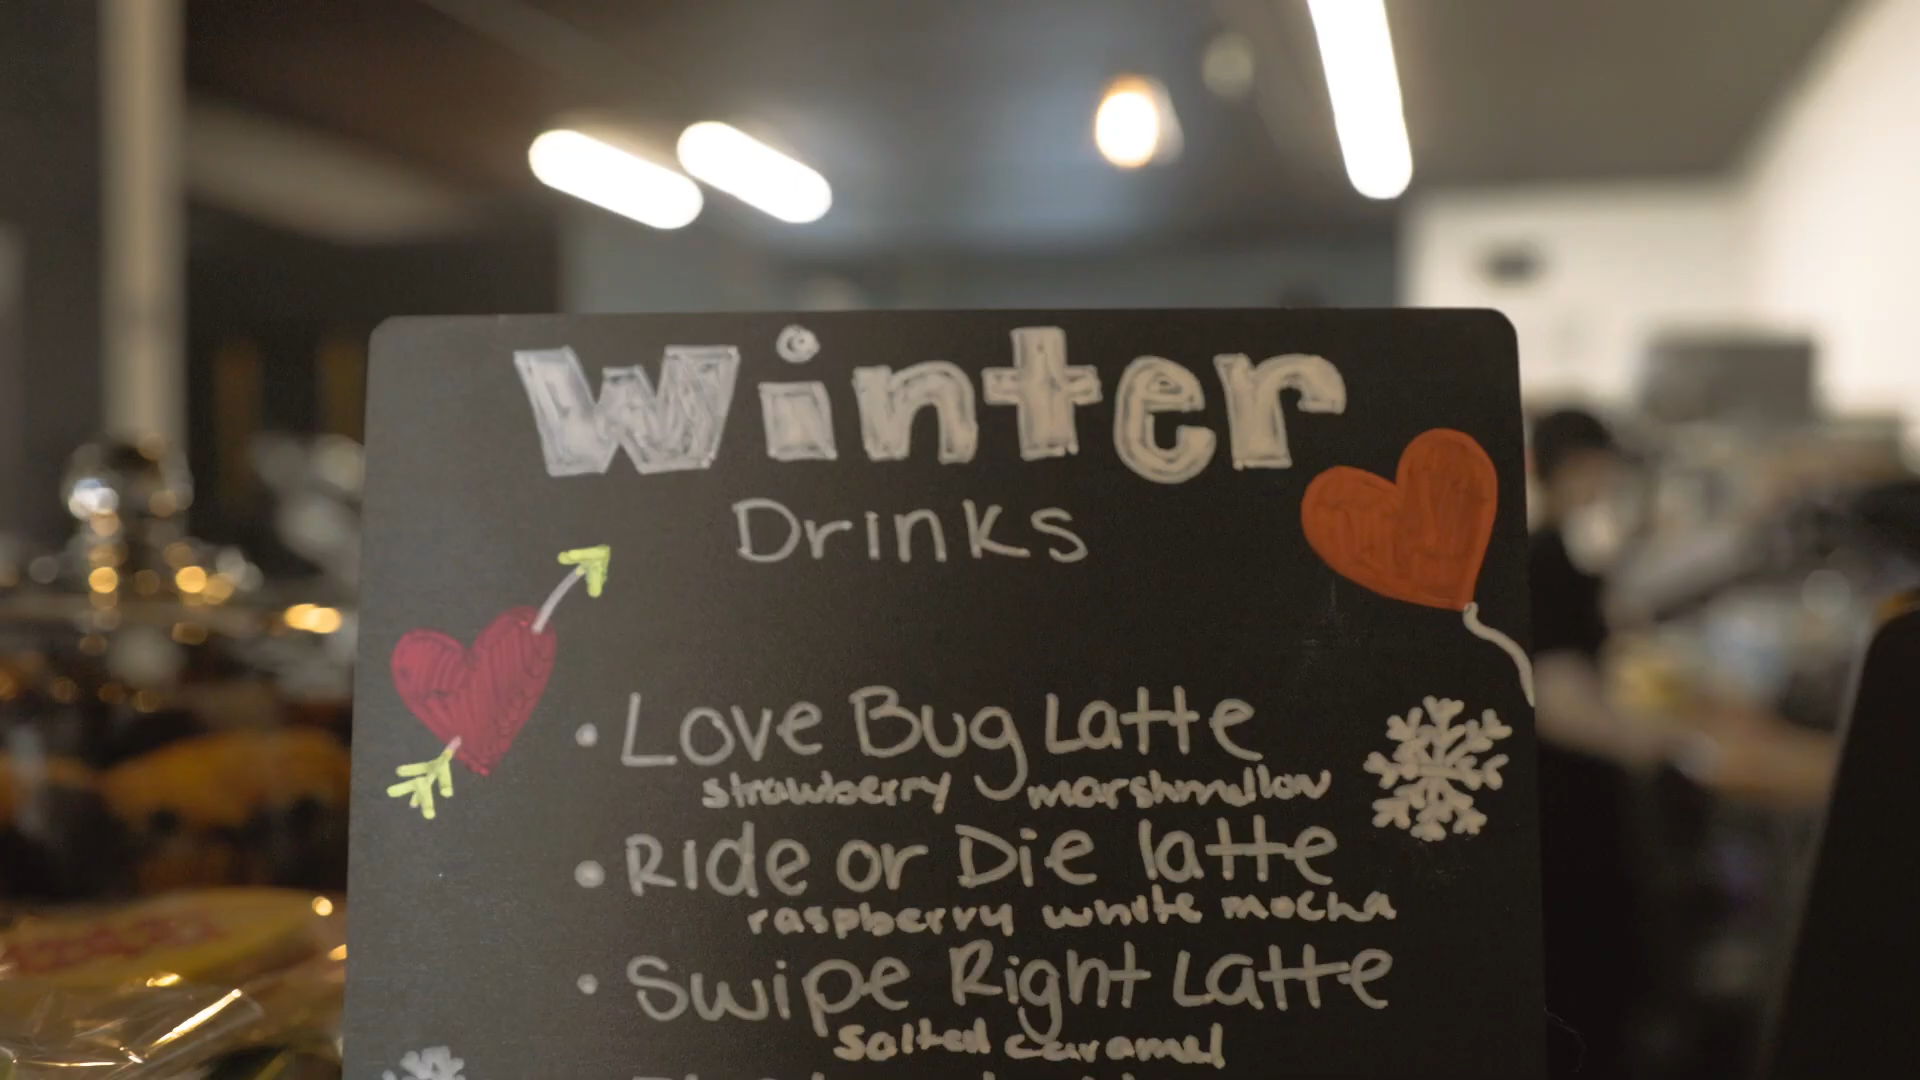 Winter
Drinks
• Love Bug Latte
strawberry marshmallow
• Ride or Die latte
raspberry white mocha
• Swipe Right Latte
Salted caramel